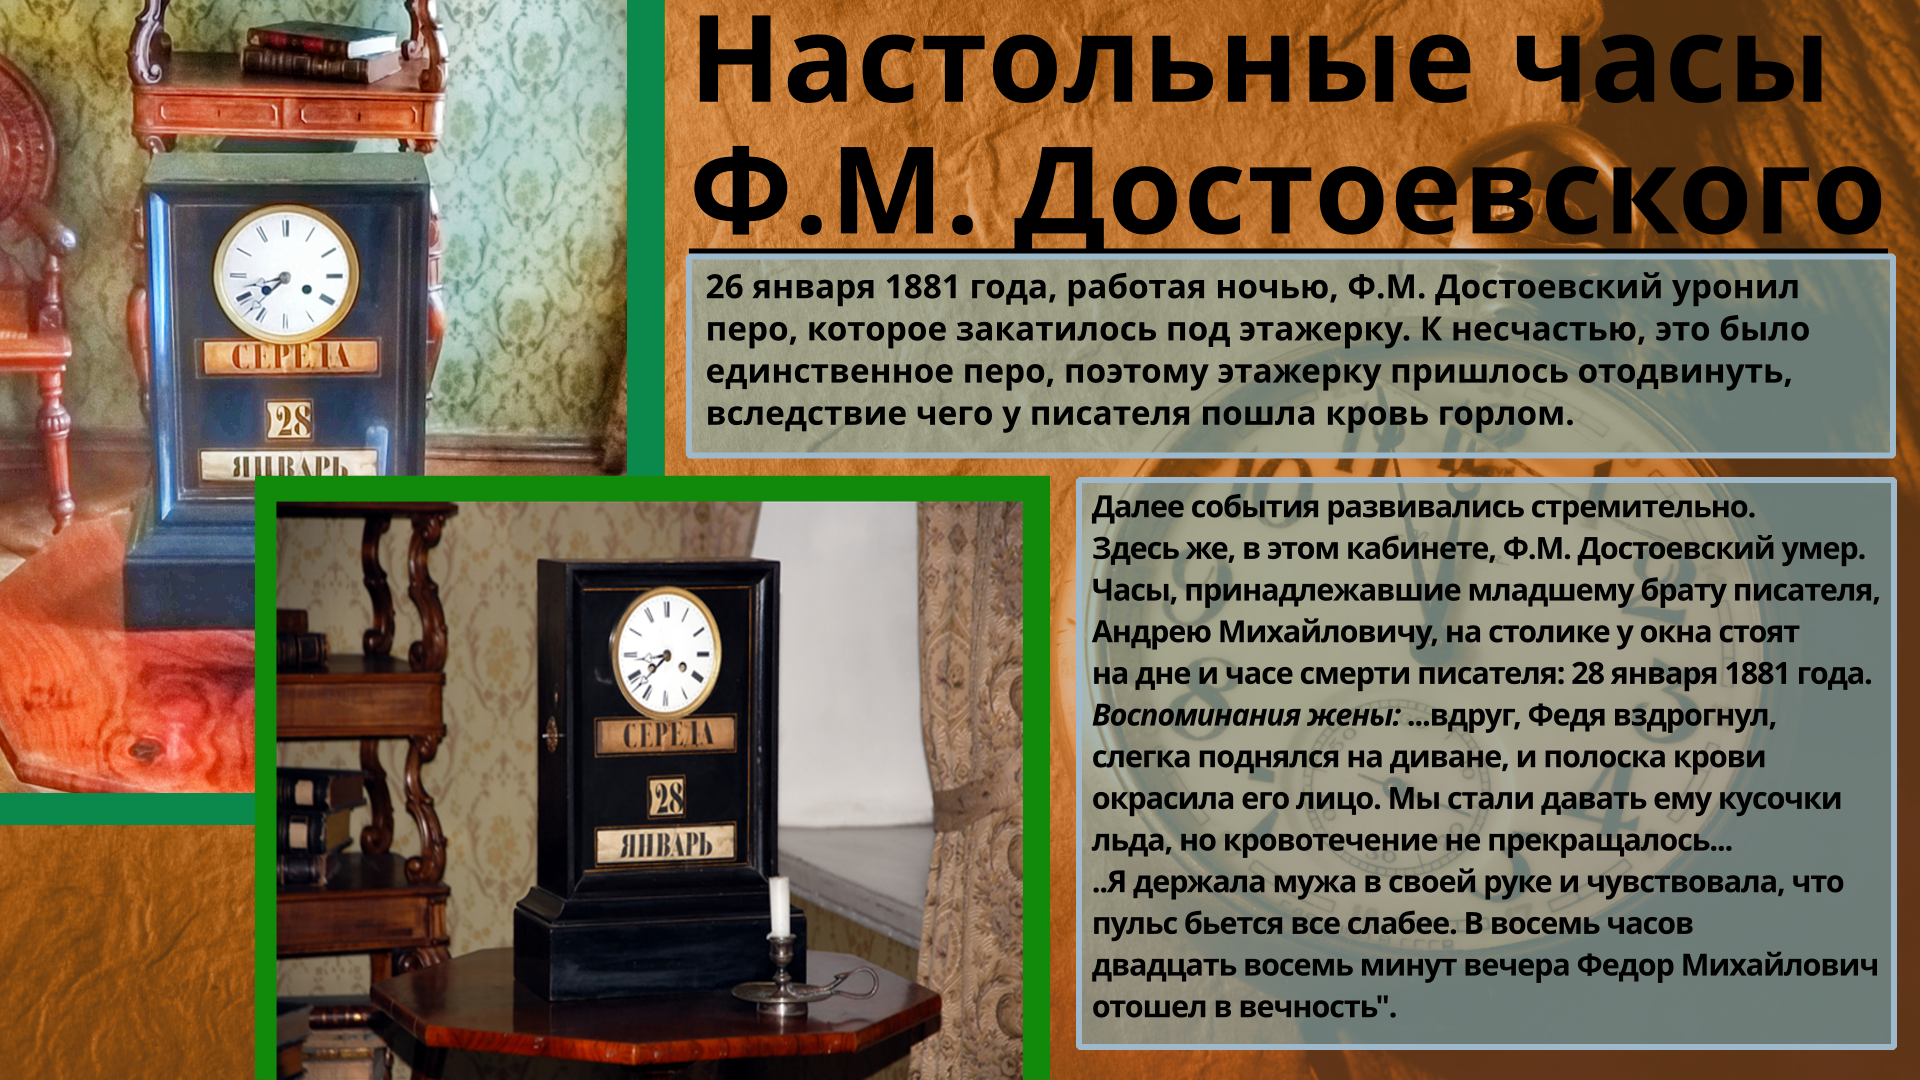 Настольные часы
Ф.М. Достоевского
26 января 1881 года, работая ночью, Ф.М. Достоевский уронил
перо, которое закатилось под этажерку. К несчастью, это было
единственное перо, поэтому этажерку пришлось отодвинуть,
вследствие чего у писателя пошла кровь горлом.
СЕРЕДА
28
ЯНВАРЬ
СЕРЕДА
28
ЯНВАРЬ
Далее события развивались стремительно.
Здесь же, в этом кабинете, Ф.М. Достоевский умер.
Часы, принадлежавшие младшему брату писателя,
Андрею Михайловичу, на столике у окна стоят
на дне и часе смерти писателя: 28 января 1881 года.
Воспоминания жены: ...вдруг, Федя вздрогнул,
слегка поднялся на диване, и полоска крови
окрасила его лицо. Мы стали давать ему кусочки
льда, но кровотечение не прекращалось...
..Я держала мужа в своей руке и чувствовала, что
пульс бьется все слабее. В восемь часов
двадцать восемь минут вечера Федор Михайлович
отошел в вечность".